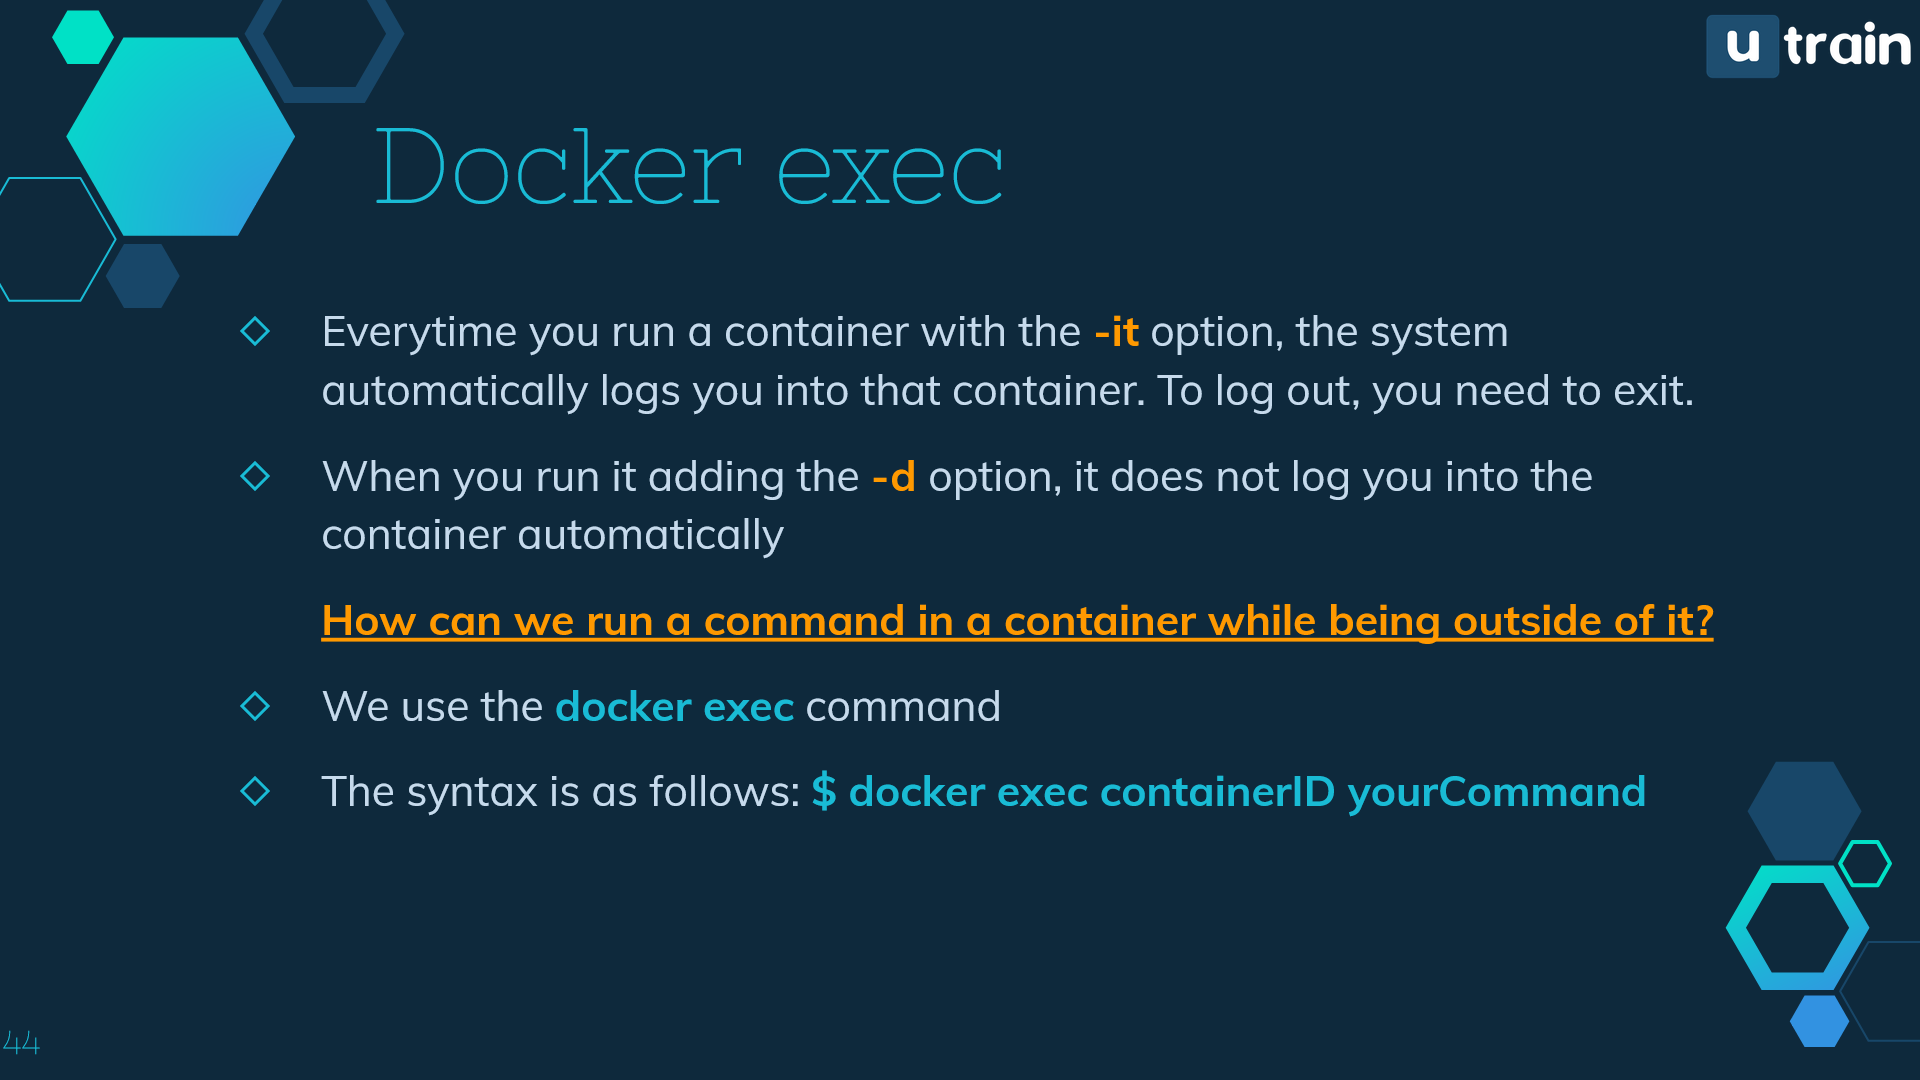 u train
Docker exec
Everytime you run a container with the -it option, the system
automatically logs you into that container. To log out, you need to exit.
When you run it adding the -d option, it does not log you into the
container automatically
How can we run a command in a container while being outside of it?
We use the docker exec command
The syntax is as follows: $ docker exec containerID yourCommand
44